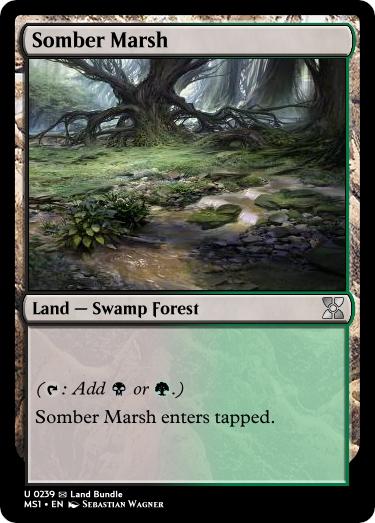 Somber Marsh
Land — Swamp Forest
( : Add or .)
Somber Marsh enters tapped.
U 0239 Land Bundle
MS1 • EN Sebastian Wagner